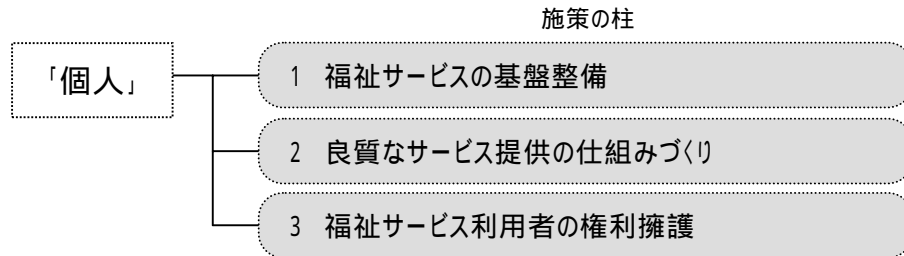 施策の柱
「個人」
1 福祉サービスの基盤整備
2 良質なサービス提供の仕組みづくり
3 福祉サービス利用者の権利擁護